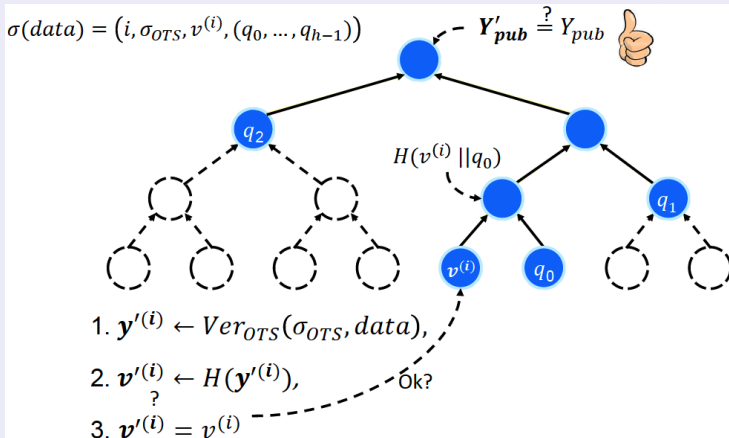 σ(data) = (i, σ_OTS, v^(i), (q_0, …, q_{h−1}))
Y′_pub ≟ Y_pub
q_2
H(v^(i) ||q_0)
q_1
v^(i)
q_0
1. y′^(i) ← Ver_OTS(σ_OTS, data),
2. v′^(i) ← H(y′^(i)),
Ok?
?
3. v′^(i) = v^(i)